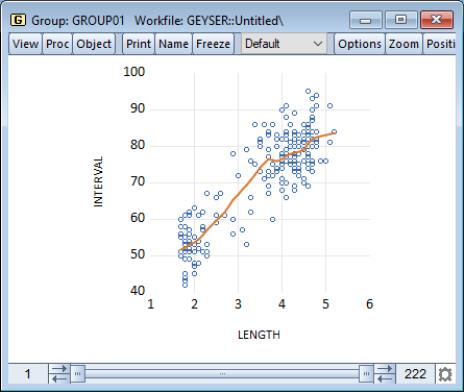 G Group: GROUP01 Workfile: GEYSER::Untitled\
View Proc Object Print Name Freeze Default Options Zoom Positi
100
90
80
70
60
50
40
INTERVAL
1 2 3 4 5 6
LENGTH
1 222